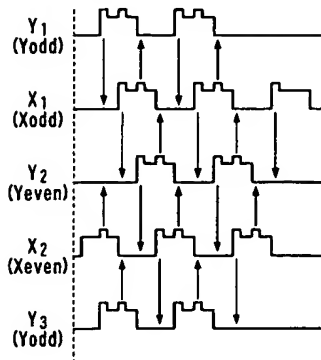 Y1
(Yodd)
X1
(Xodd)
Y2
(Yeven)
X2
(Xeven)
Y3
(Yodd)